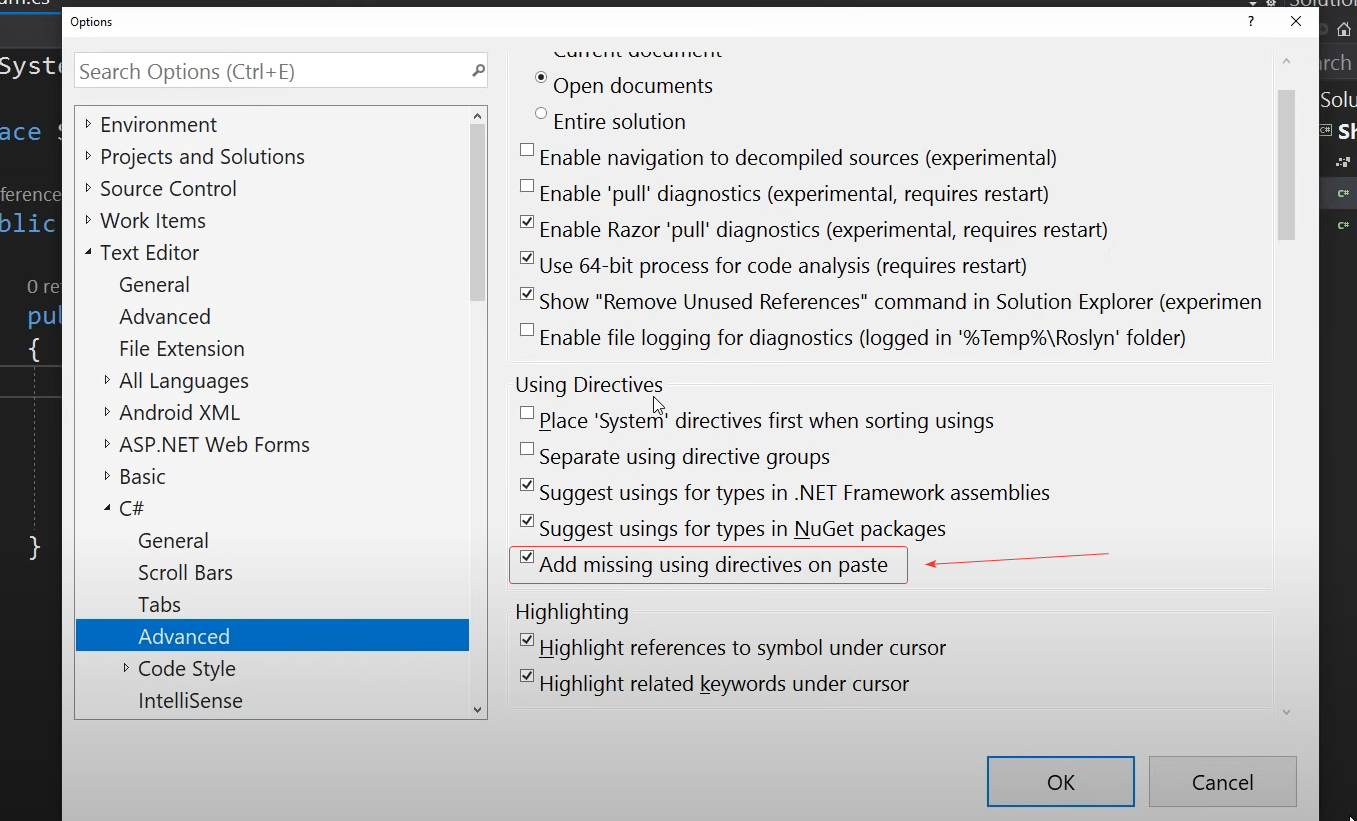 Options
?
Search Options (Ctrl+E)
Environment
Projects and Solutions
Source Control
Work Items
Text Editor
General
Advanced
File Extension
All Languages
Android XML
ASP.NET Web Forms
Basic
C#
General
Scroll Bars
Tabs
Advanced
Code Style
IntelliSense
Current document
Open documents
Entire solution
Enable navigation to decompiled sources (experimental)
Enable 'pull' diagnostics (experimental, requires restart)
Enable Razor 'pull' diagnostics (experimental, requires restart)
Use 64-bit process for code analysis (requires restart)
Show "Remove Unused References" command in Solution Explorer (experimen
Enable file logging for diagnostics (logged in '%Temp%\Roslyn' folder)
Using Directives
Place 'System' directives first when sorting usings
Separate using directive groups
Suggest usings for types in .NET Framework assemblies
Suggest usings for types in NuGet packages
Add missing using directives on paste
Highlighting
Highlight references to symbol under cursor
Highlight related keywords under cursor
OK
Cancel
Syste
ace
ference
blic
0 re
pul
{
}
arch
Solu
C# Sh
C#
C#